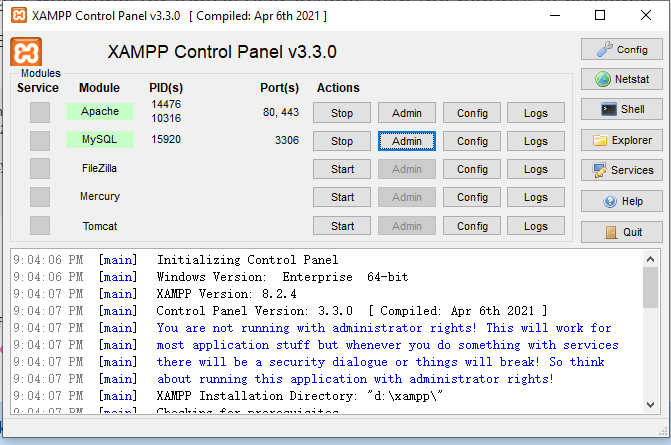 XAMPP Control Panel v3.3.0 [ Compiled: Apr 6th 2021 ]
XAMPP Control Panel v3.3.0
Config
Modules
Service Module PID(s) Port(s) Actions
Netstat
Apache 14476 10316 80, 443 Stop Admin Config Logs
Shell
MySQL 15920 3306 Stop Admin Config Logs
Explorer
FileZilla Start Admin Config Logs
Services
Mercury Start Admin Config Logs
Help
Tomcat Start Admin Config Logs
Quit
9:04:06 PM [main] Initializing Control Panel
9:04:06 PM [main] Windows Version: Enterprise 64-bit
9:04:07 PM [main] XAMPP Version: 8.2.4
9:04:07 PM [main] Control Panel Version: 3.3.0 [ Compiled: Apr 6th 2021 ]
9:04:07 PM [main] You are not running with administrator rights! This will work for
9:04:07 PM [main] most application stuff but whenever you do something with services
9:04:07 PM [main] there will be a security dialogue or things will break! So think
9:04:07 PM [main] about running this application with administrator rights!
9:04:07 PM [main] XAMPP Installation Directory: "d:\xampp\"
9:04:07 PM [main] Checking for prerequisites